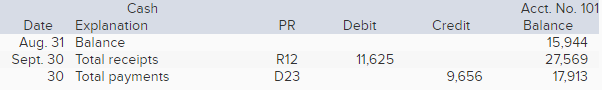 Cash Acct. No. 101
Date Explanation PR Debit Credit Balance
Aug. 31 Balance 15,944
Sept. 30 Total receipts R12 11,625 27,569
30 Total payments D23 9,656 17,913